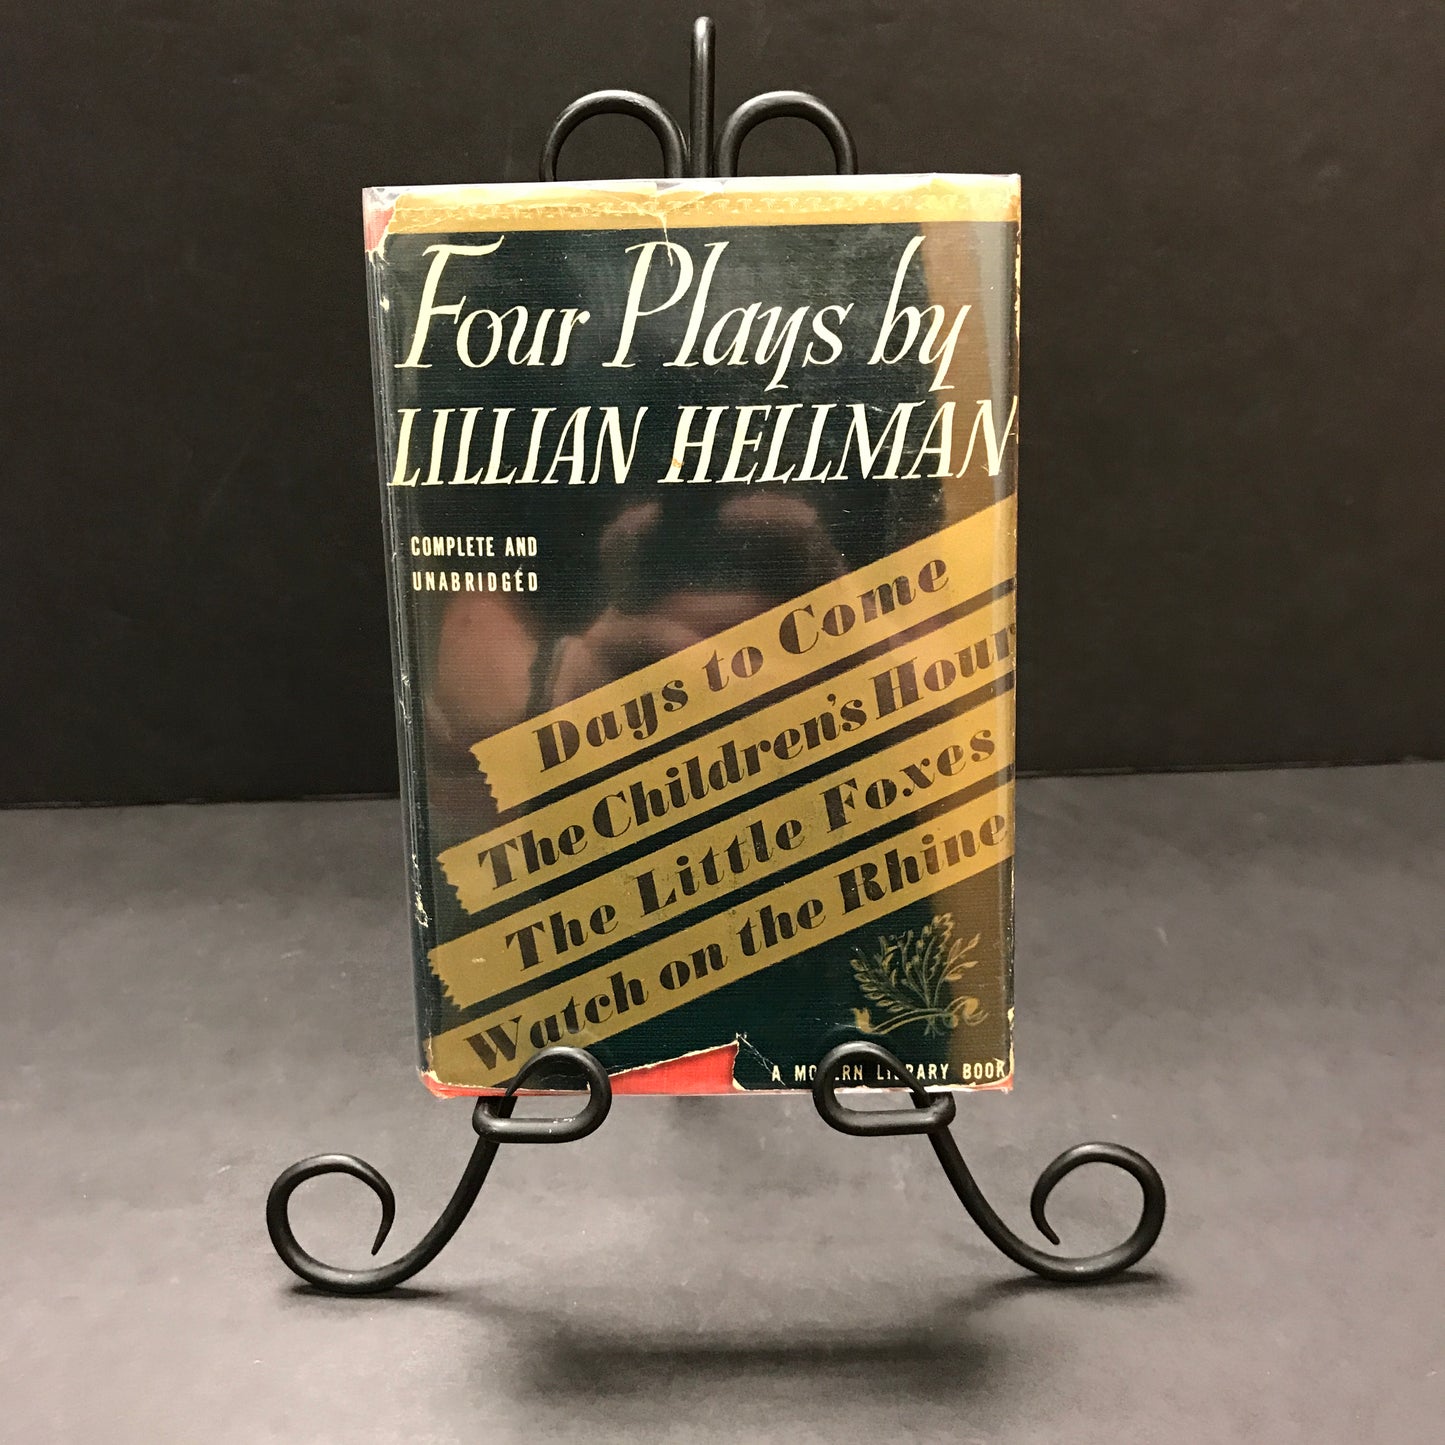 Four Plays by
LILLIAN HELLMAN
COMPLETE AND
UNABRIDGED
Days to Come
The Children's Hour
The Little Foxes
Watch on the Rhine
A BOOK